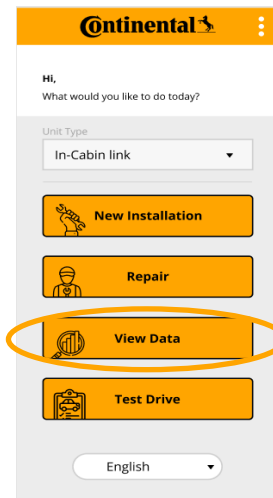 Continental
Hi,
What would you like to do today?
Unit Type
In-Cabin link
New Installation
Repair
View Data
Test Drive
English